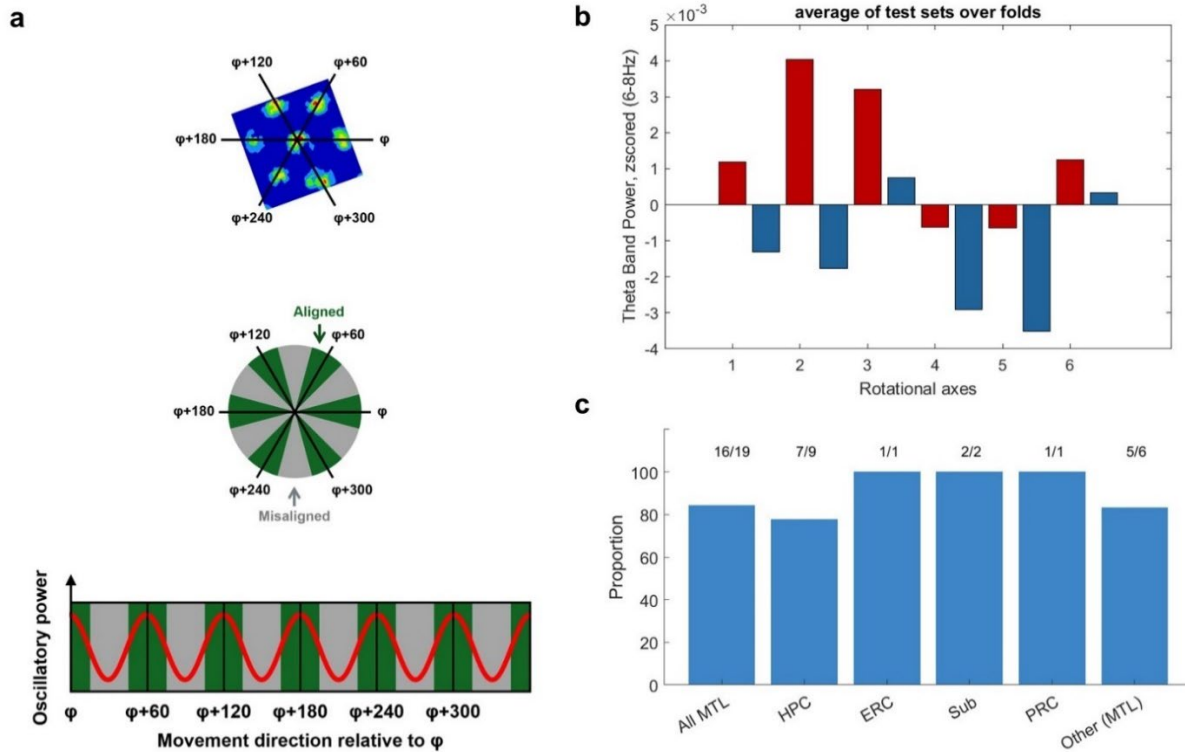 a
φ+120
φ+60
φ+180
φ
φ+240
φ+300
Aligned
φ+120
φ+60
φ+180
φ
φ+240
φ+300
Misaligned
Oscillatory power
φ
φ+60
φ+120
φ+180
φ+240
φ+300
Movement direction relative to φ
b
average of test sets over folds
×10⁻³
5
4
3
2
1
0
-1
-2
-3
-4
Theta Band Power, zscored (6-8Hz)
1
2
3
4
5
6
Rotational axes
c
16/19
7/9
1/1
2/2
1/1
5/6
100
80
60
40
20
0
Proportion
All MTL
HPC
ERC
Sub
PRC
Other (MTL)